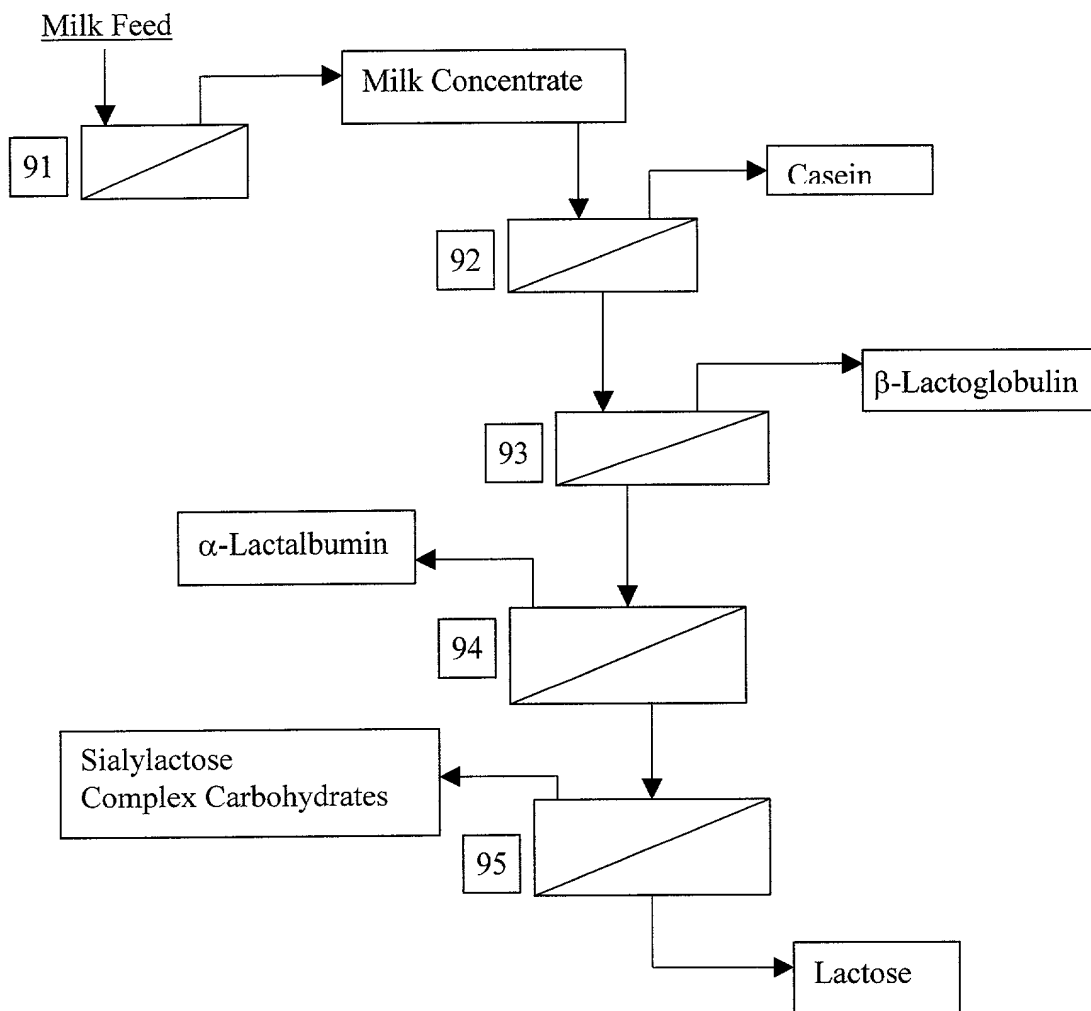 Milk Feed
Milk Concentrate
91
Casein
92
β-Lactoglobulin
93
α-Lactalbumin
94
Sialylactose
Complex Carbohydrates
95
Lactose